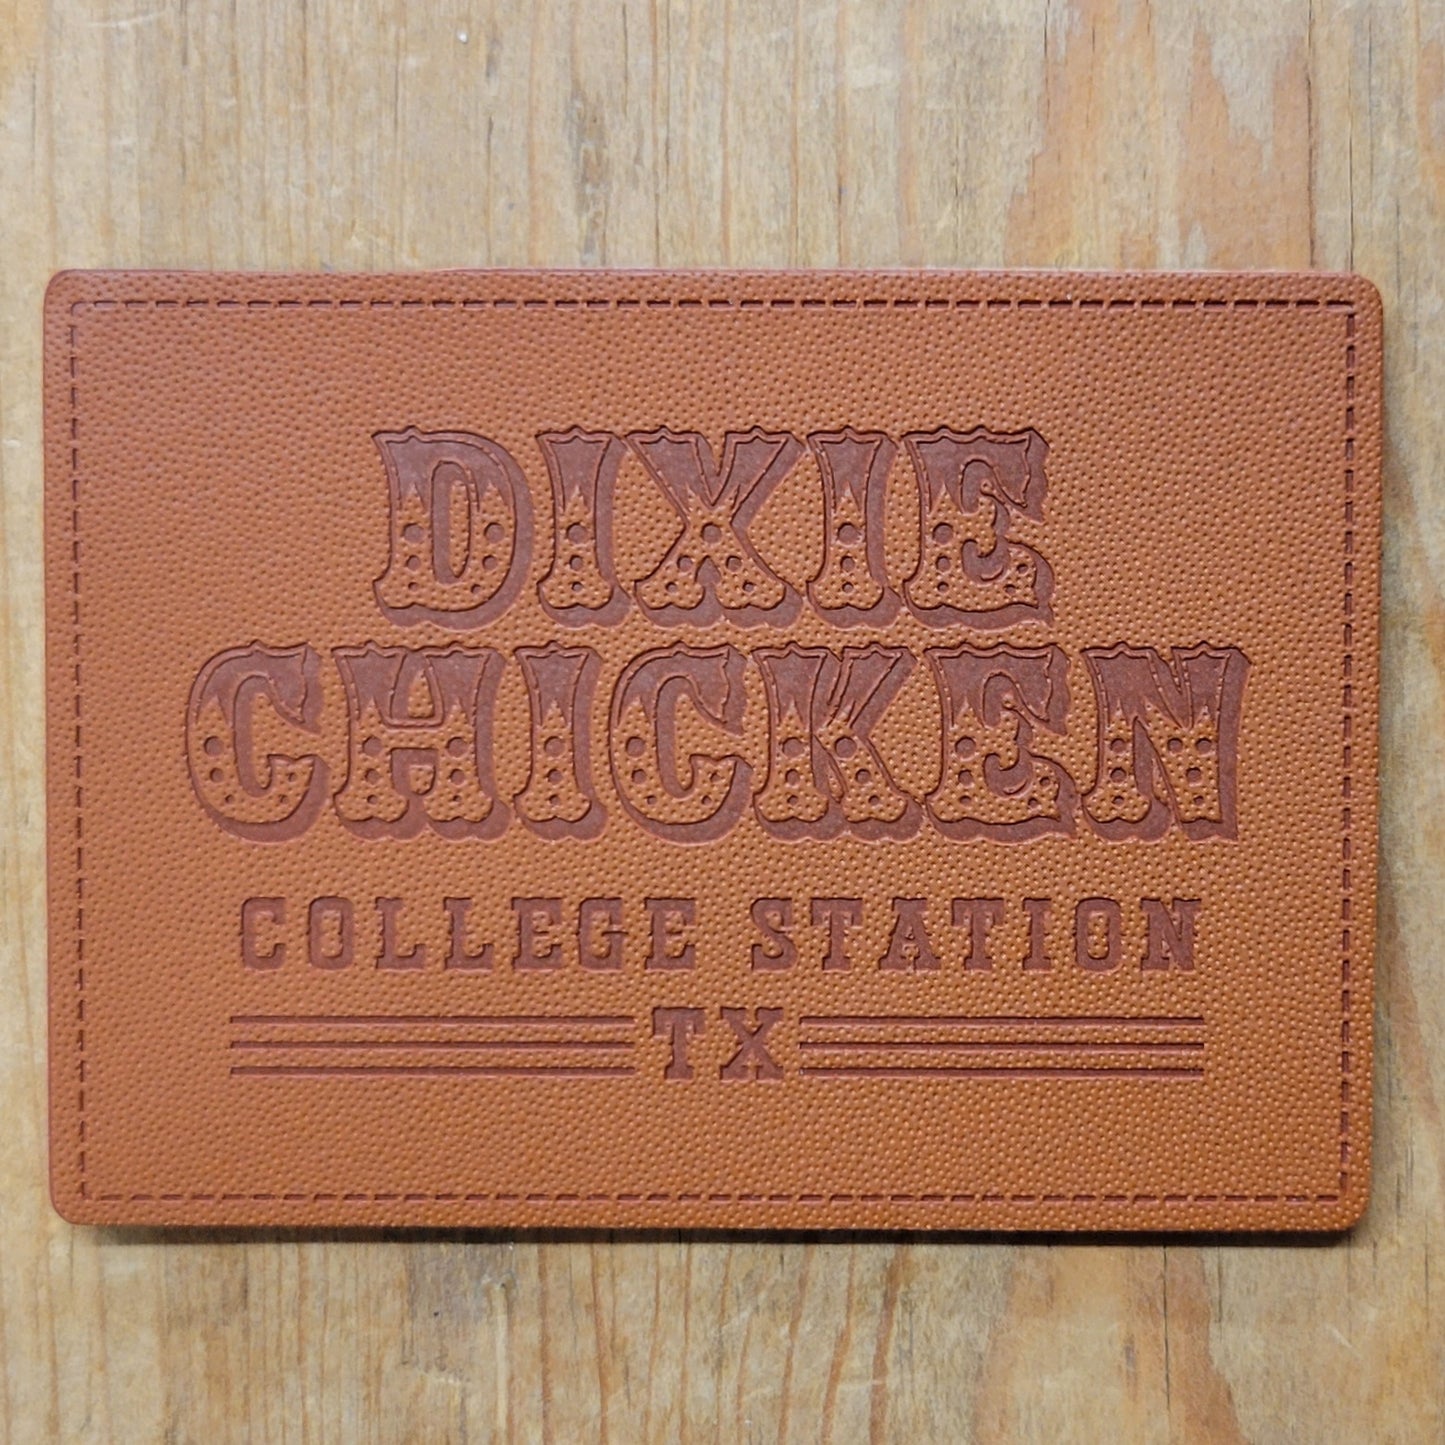 DIXIE
CHICKEN
COLLEGE STATION
TX